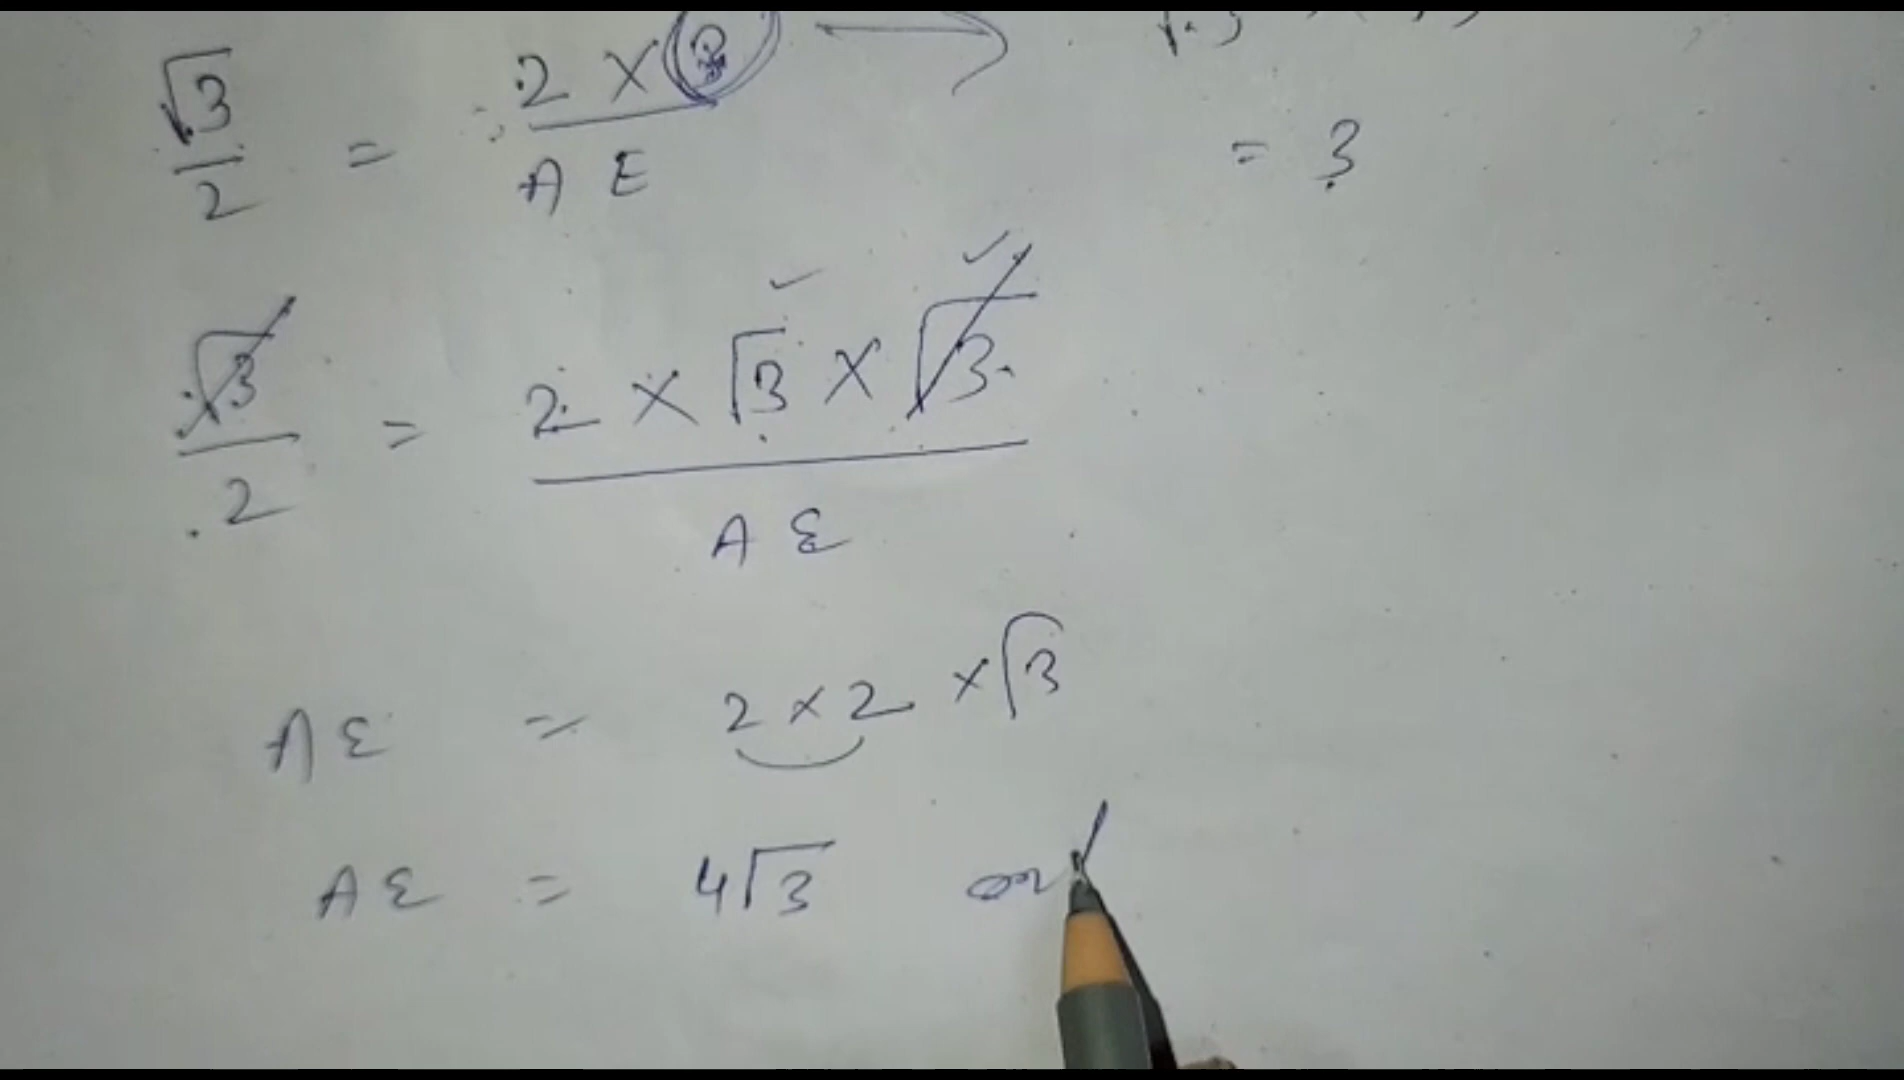 √3/2 = 2 × 3/AE →
= 3
√3/2 = 2 × √3 × √3/AE
AE = 2 × 2 × √3
AE = 4√3